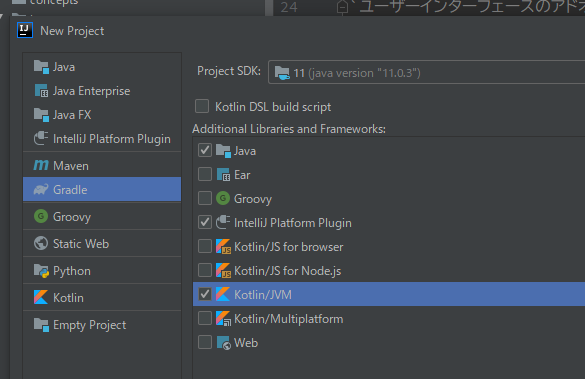 concepts
24 ` ユーザーインターフェースのアドオ
New Project
Java
Java Enterprise
Java FX
IntelliJ Platform Plugin
Maven
Gradle
Groovy
Static Web
Python
Kotlin
Empty Project
Project SDK: 11 (java version "11.0.3")
Kotlin DSL build script
Additional Libraries and Frameworks:
Java
Ear
Groovy
IntelliJ Platform Plugin
Kotlin/JS for browser
Kotlin/JS for Node.js
Kotlin/JVM
Kotlin/Multiplatform
Web